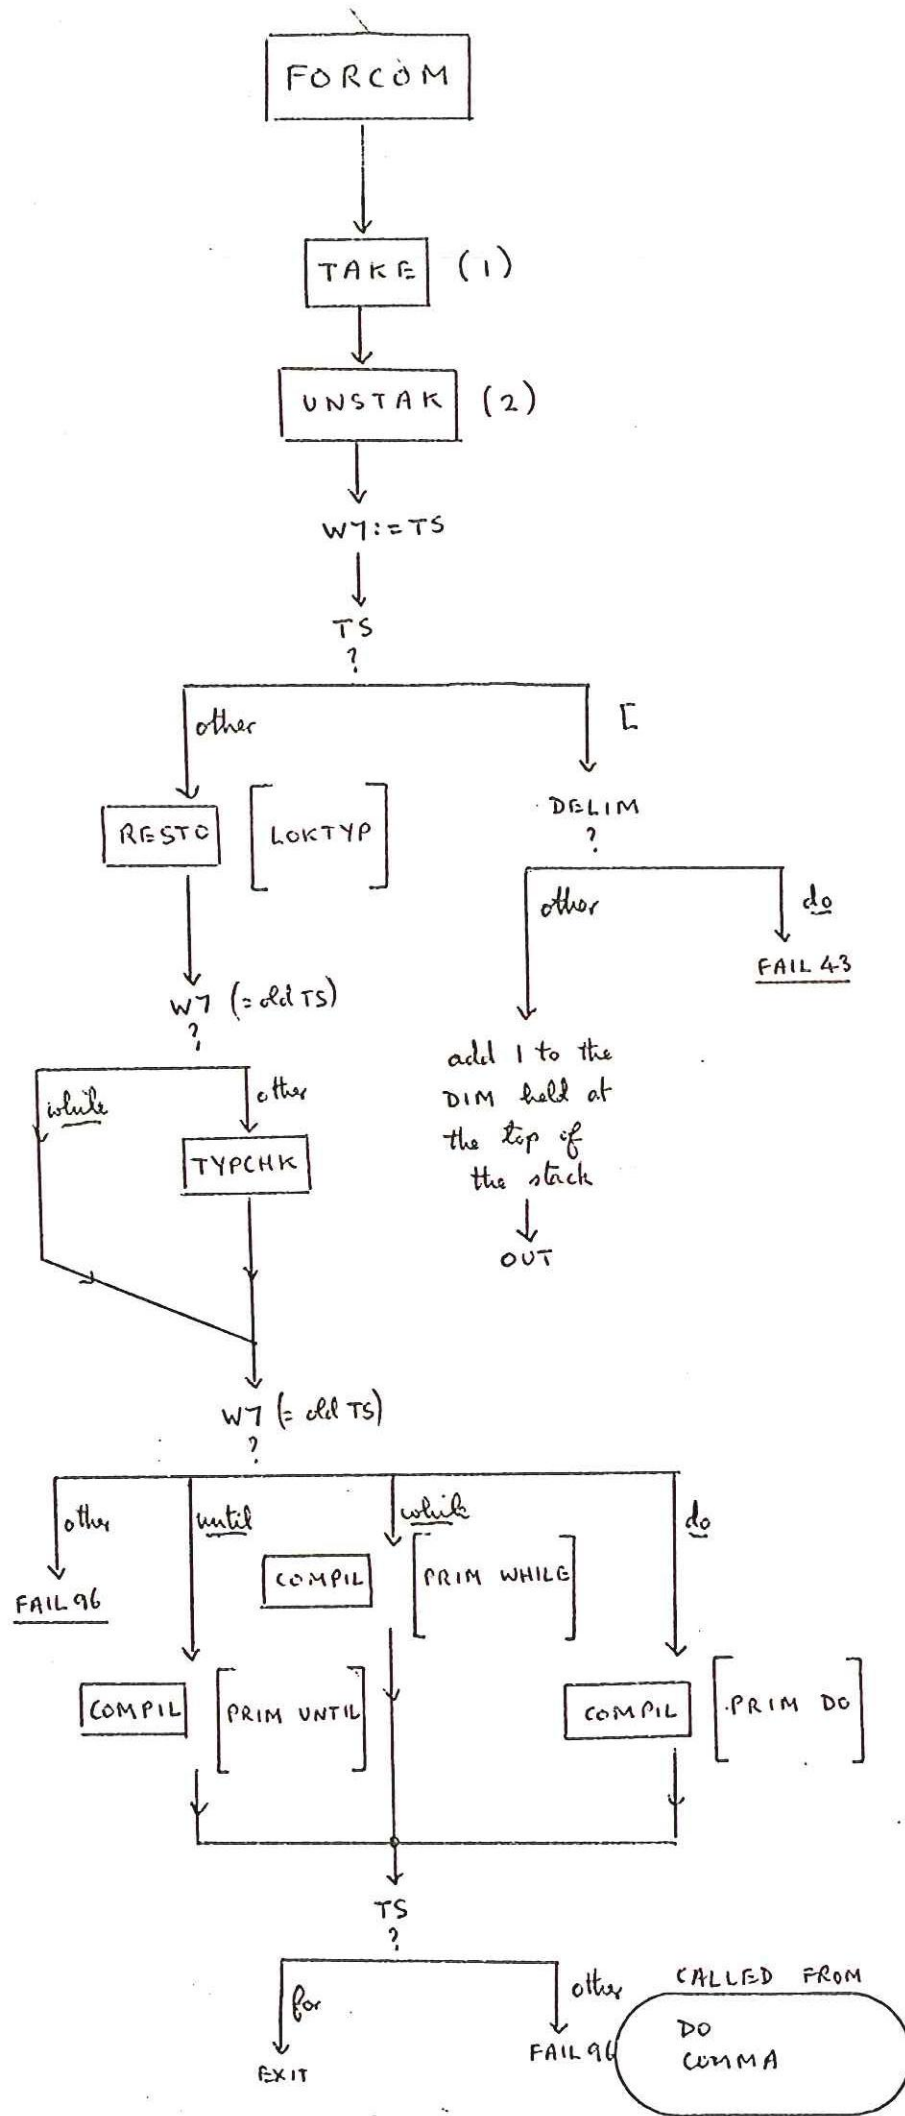 FORCOM
TAKE (1)
UNSTAK (2)
W7:=TS
TS
?
other
[
RESTO [LOKTYP]
DELIM
?
other
do
FAIL 43
W7 (= old TS)
?
while
other
TYPCHK
add 1 to the
DIM held at
the top of
the stack
OUT
W7 (= old TS)
?
other
until
while
do
FAIL 96
COMPIL [PRIM WHILE]
COMPIL [PRIM UNTIL]
COMPIL [PRIM DO]
TS
?
for
other
EXIT
FAIL 96
CALLED FROM
DO
COMMA